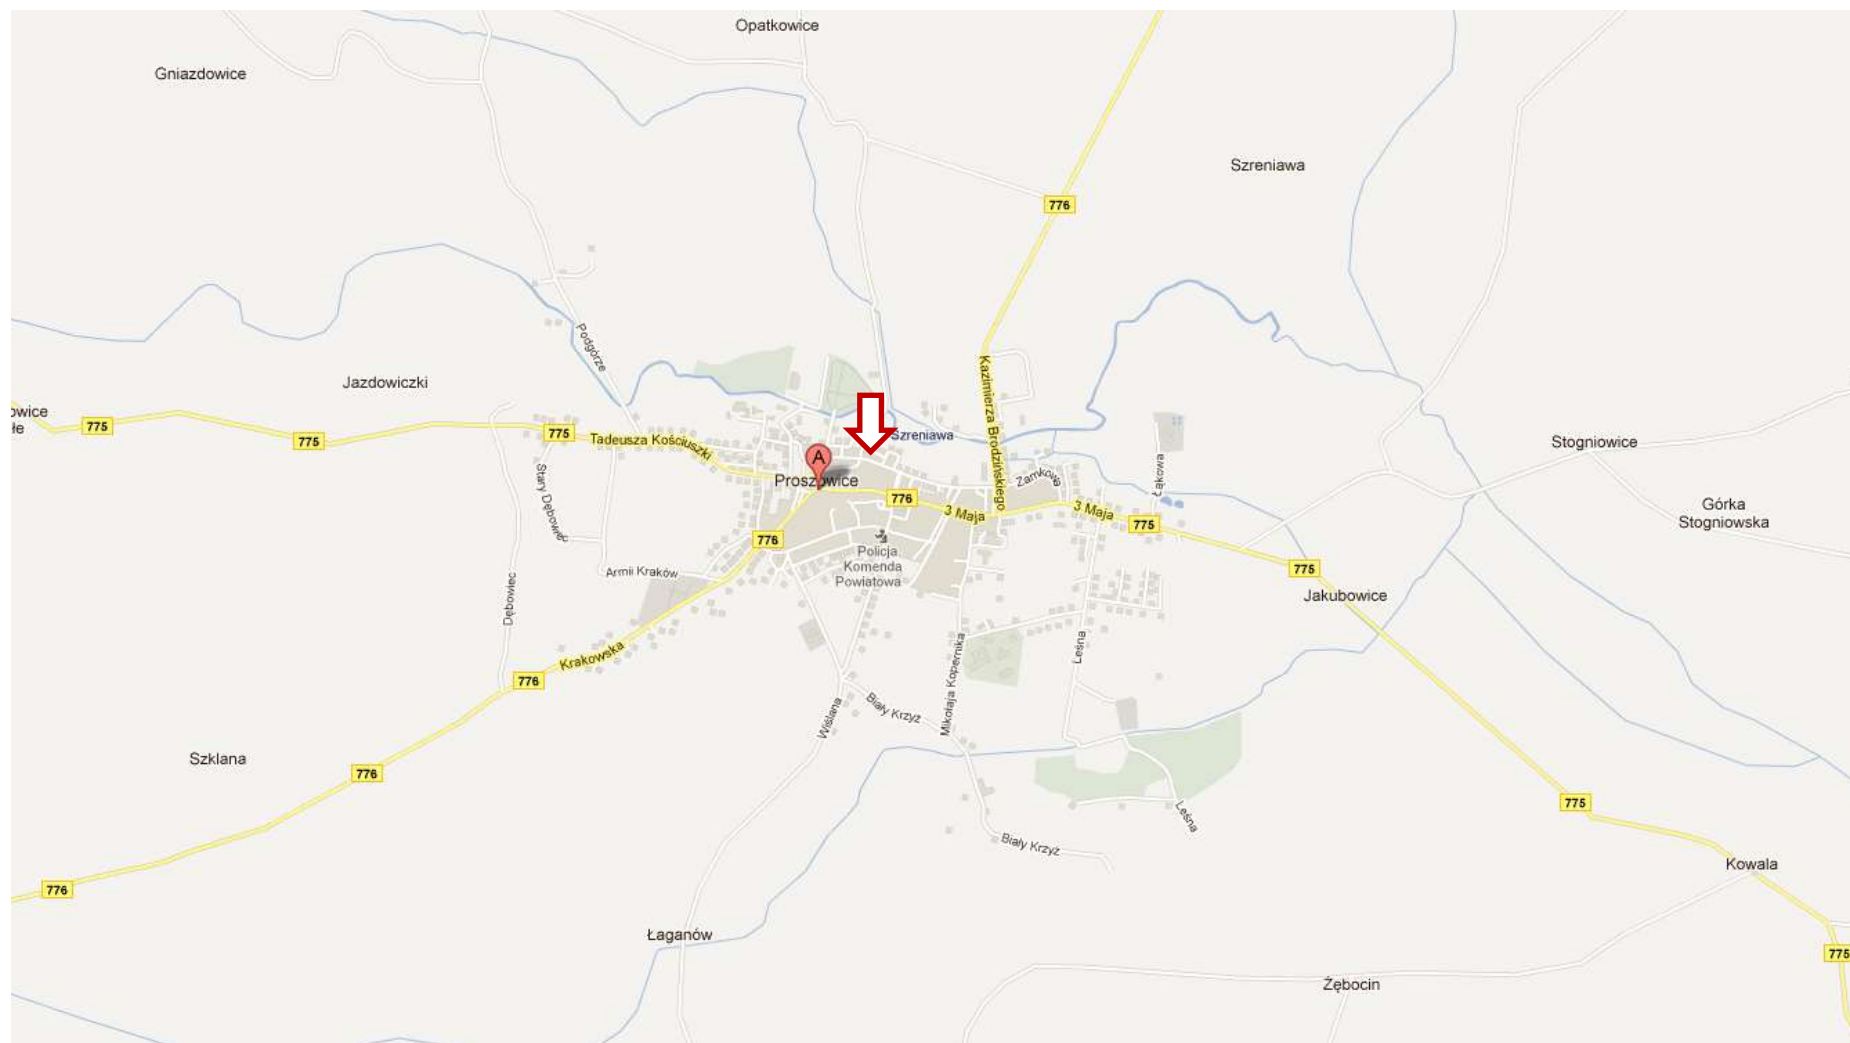 Opatkowice
Gniazdowice
Szreniawa
776
Podgórze
Jazdowiczki
Kazimierza Brodzińskiego
owice
łe
775
775
775
Tadeusza Kościuszki
Szreniawa
Stogniowice
A
Proszowice
Zamkowa
Łąkowa
Stary Dębowiec
776
3 Maja
3 Maja
775
Górka
Stogniowska
776
Policja
Komenda
Powiatowa
Armii Kraków
775
Jakubowice
Dębowiec
Krakowska
776
Leśna
Mikołaja Kopernika
Biały Krzyż
Wiślana
Szklana
776
775
Leśna
Biały Krzyż
Kowala
776
Łaganów
775
Żębocin